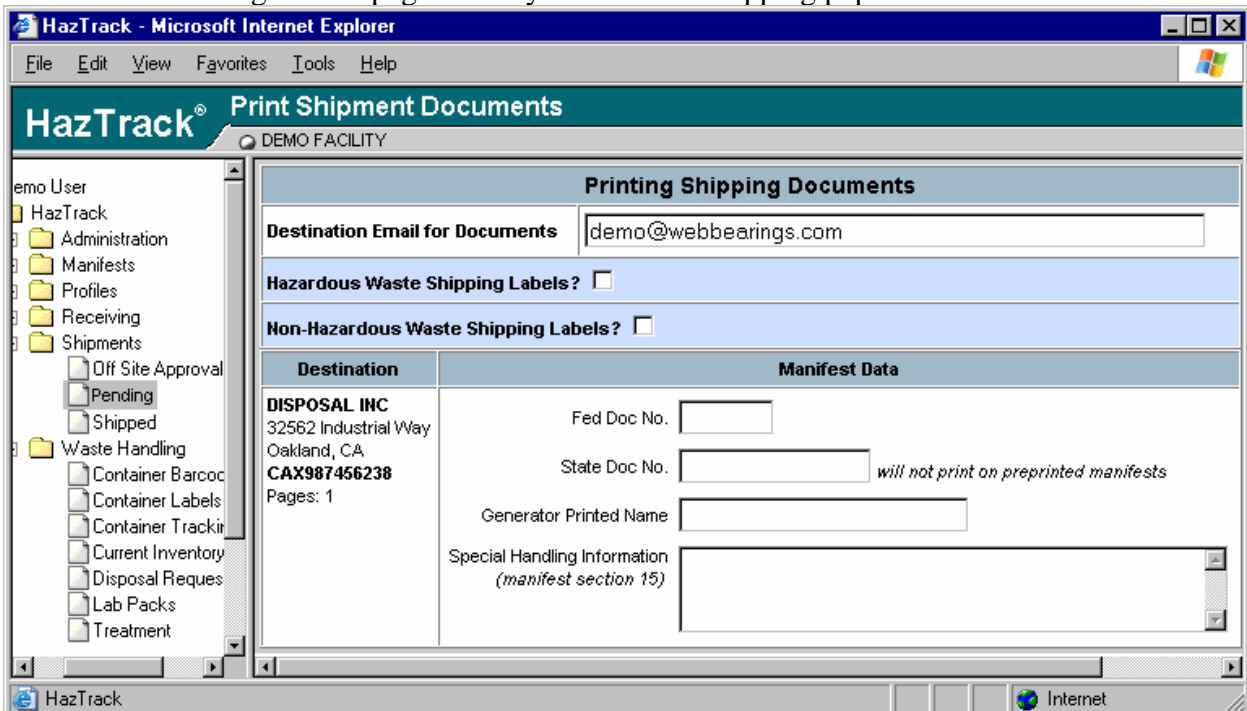 HazTrack - Microsoft Internet Explorer
File Edit View Favorites Tools Help
HazTrack® Print Shipment Documents
DEMO FACILITY
emo User
HazTrack
Administration
Manifests
Profiles
Receiving
Shipments
Off Site Approval
Pending
Shipped
Waste Handling
Container Barcoc
Container Labels
Container Trackir
Current Inventory
Disposal Reques
Lab Packs
Treatment
Printing Shipping Documents
Destination Email for Documents demo@webbearings.com
Hazardous Waste Shipping Labels?
Non-Hazardous Waste Shipping Labels?
Destination Manifest Data
DISPOSAL INC
32562 Industrial Way
Oakland, CA
CAX987456238
Pages: 1
Fed Doc No.
State Doc No. will not print on preprinted manifests
Generator Printed Name
Special Handling Information
(manifest section 15)
HazTrack Internet